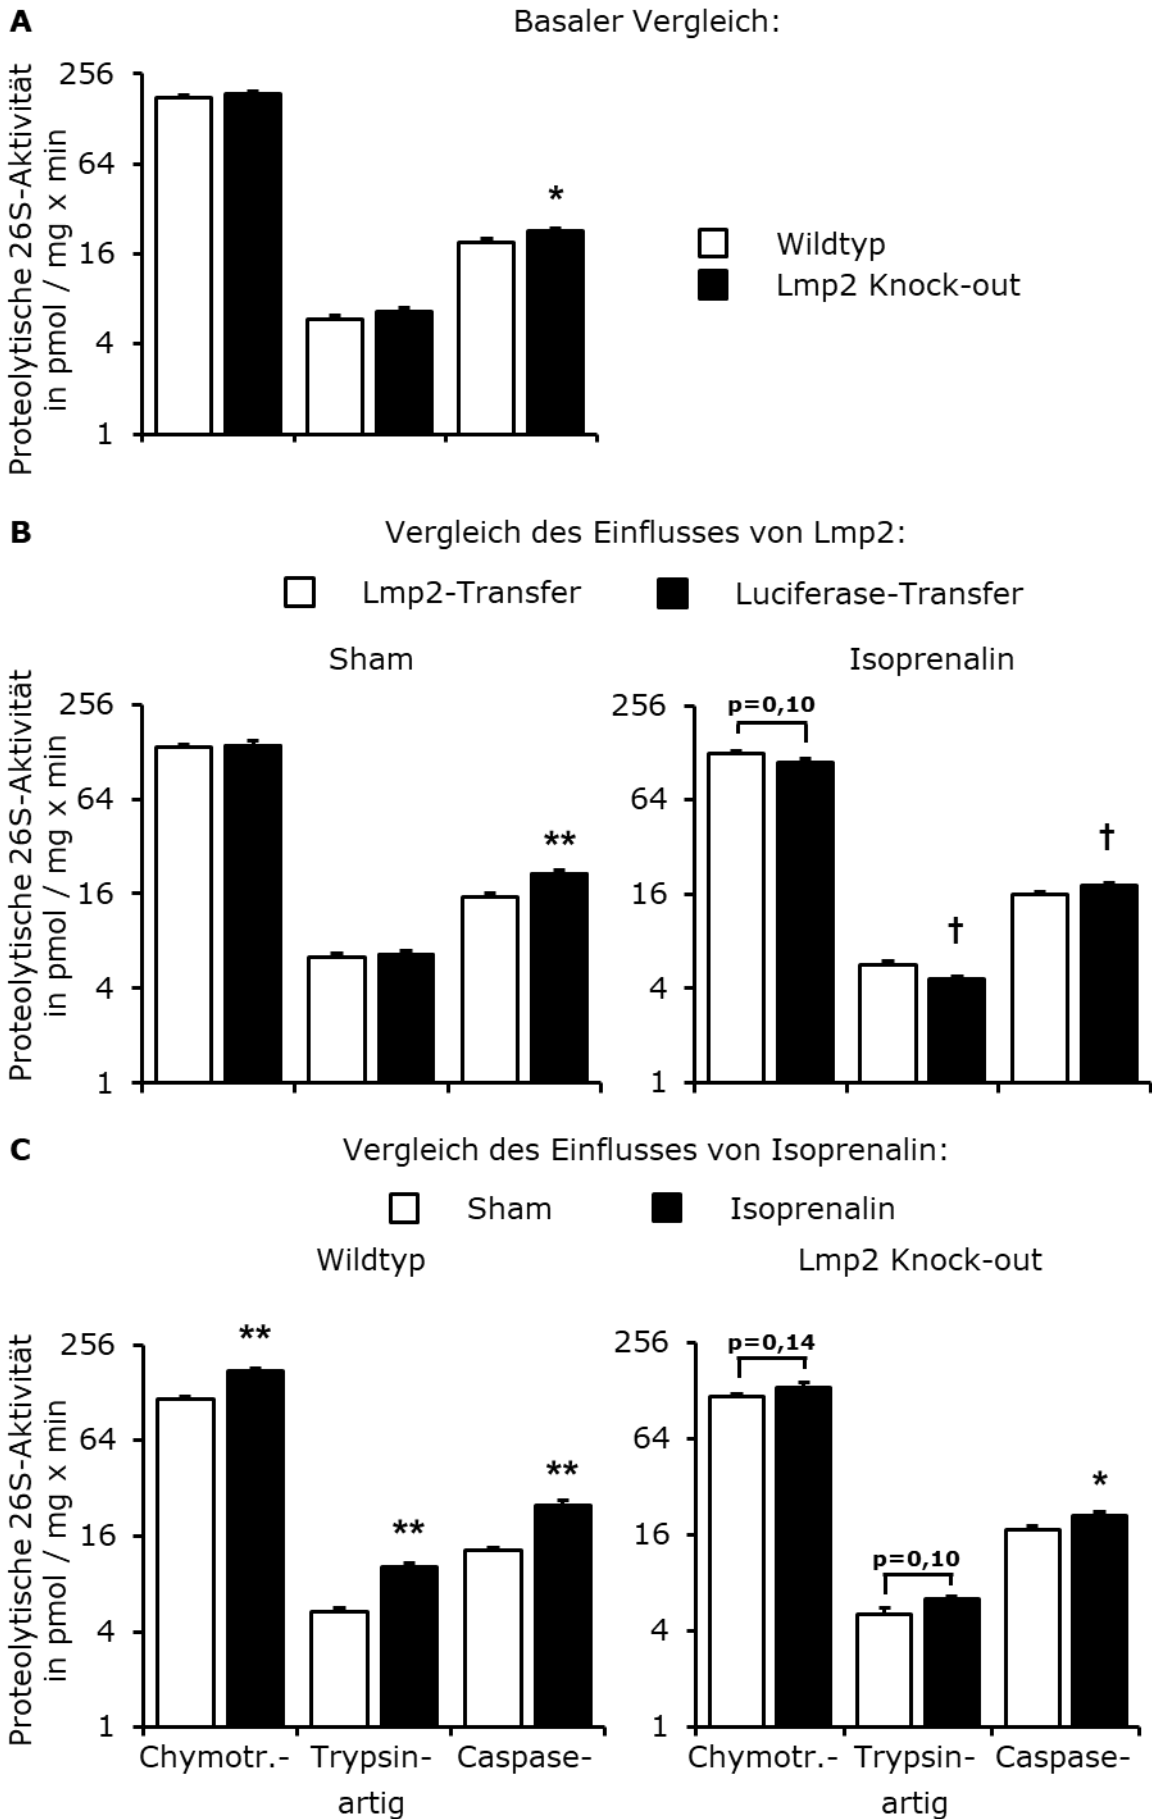 A
Basaler Vergleich:
Proteolytische 26S-Aktivität
in pmol / mg x min
256
64
16
4
1
*
Wildtyp
Lmp2 Knock-out
B
Vergleich des Einflusses von Lmp2:
Lmp2-Transfer
Luciferase-Transfer
Sham
Isoprenalin
Proteolytische 26S-Aktivität
in pmol / mg x min
256
64
16
4
1
**
256
64
16
4
1
p=0,10
†
†
C
Vergleich des Einflusses von Isoprenalin:
Sham
Isoprenalin
Wildtyp
Lmp2 Knock-out
Proteolytische 26S-Aktivität
in pmol / mg x min
256
64
16
4
1
**
**
**
Chymotr.- Trypsin- Caspase-
artig
256
64
16
4
1
p=0,14
p=0,10
*
Chymotr.- Trypsin- Caspase-
artig